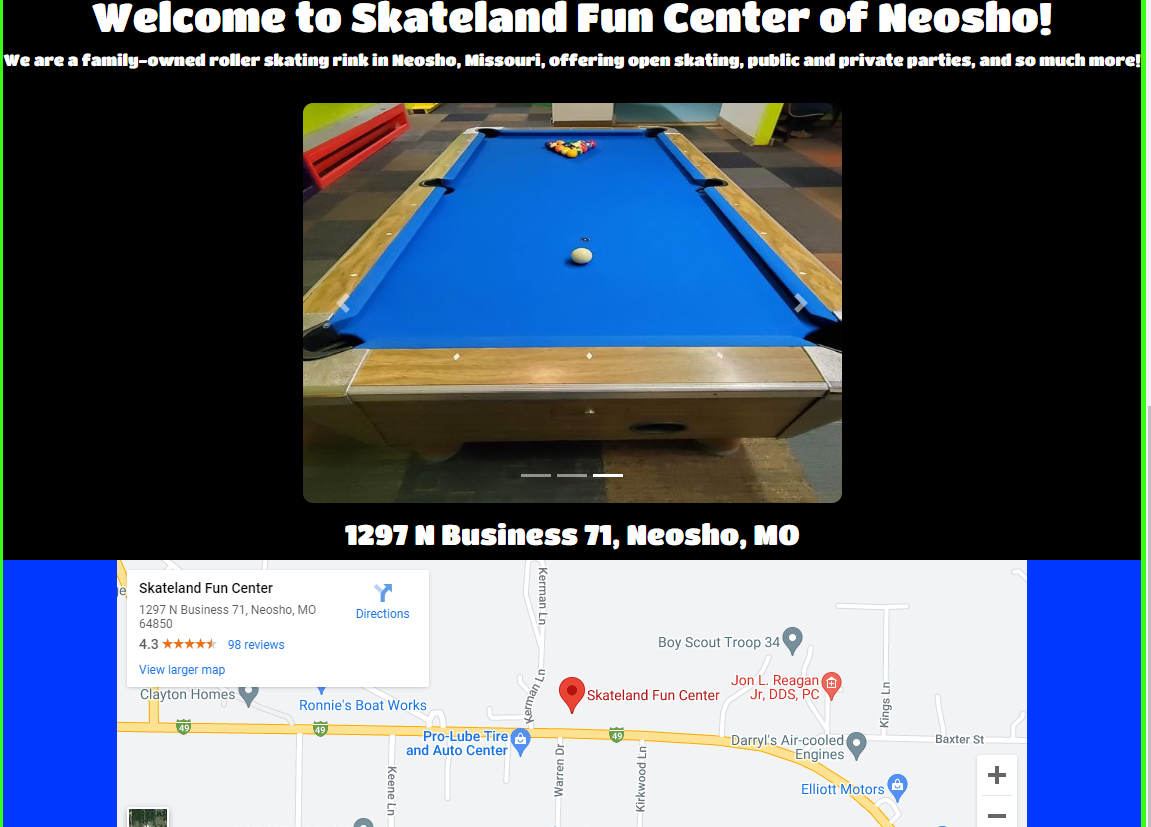 Welcome to Skateland Fun Center of Neosho!
We are a family-owned roller skating rink in Neosho, Missouri, offering open skating, public and private parties, and so much more!
1297 N Business 71, Neosho, MO
Skateland Fun Center
1297 N Business 71, Neosho, MO
64850
Directions
4.3
98 reviews
View larger map
Kerman Ln
Boy Scout Troop 34
Clayton Homes
Ronnie's Boat Works
Kerman Ln
Skateland Fun Center
Jon L. Reagan
Jr, DDS, PC
Kings Ln
49
49
49
Pro-Lube Tire
and Auto Center
Darryl's Air-cooled
Engines
Baxter St
Keene Ln
Warren Dr
Kirkwood Ln
Elliott Motors